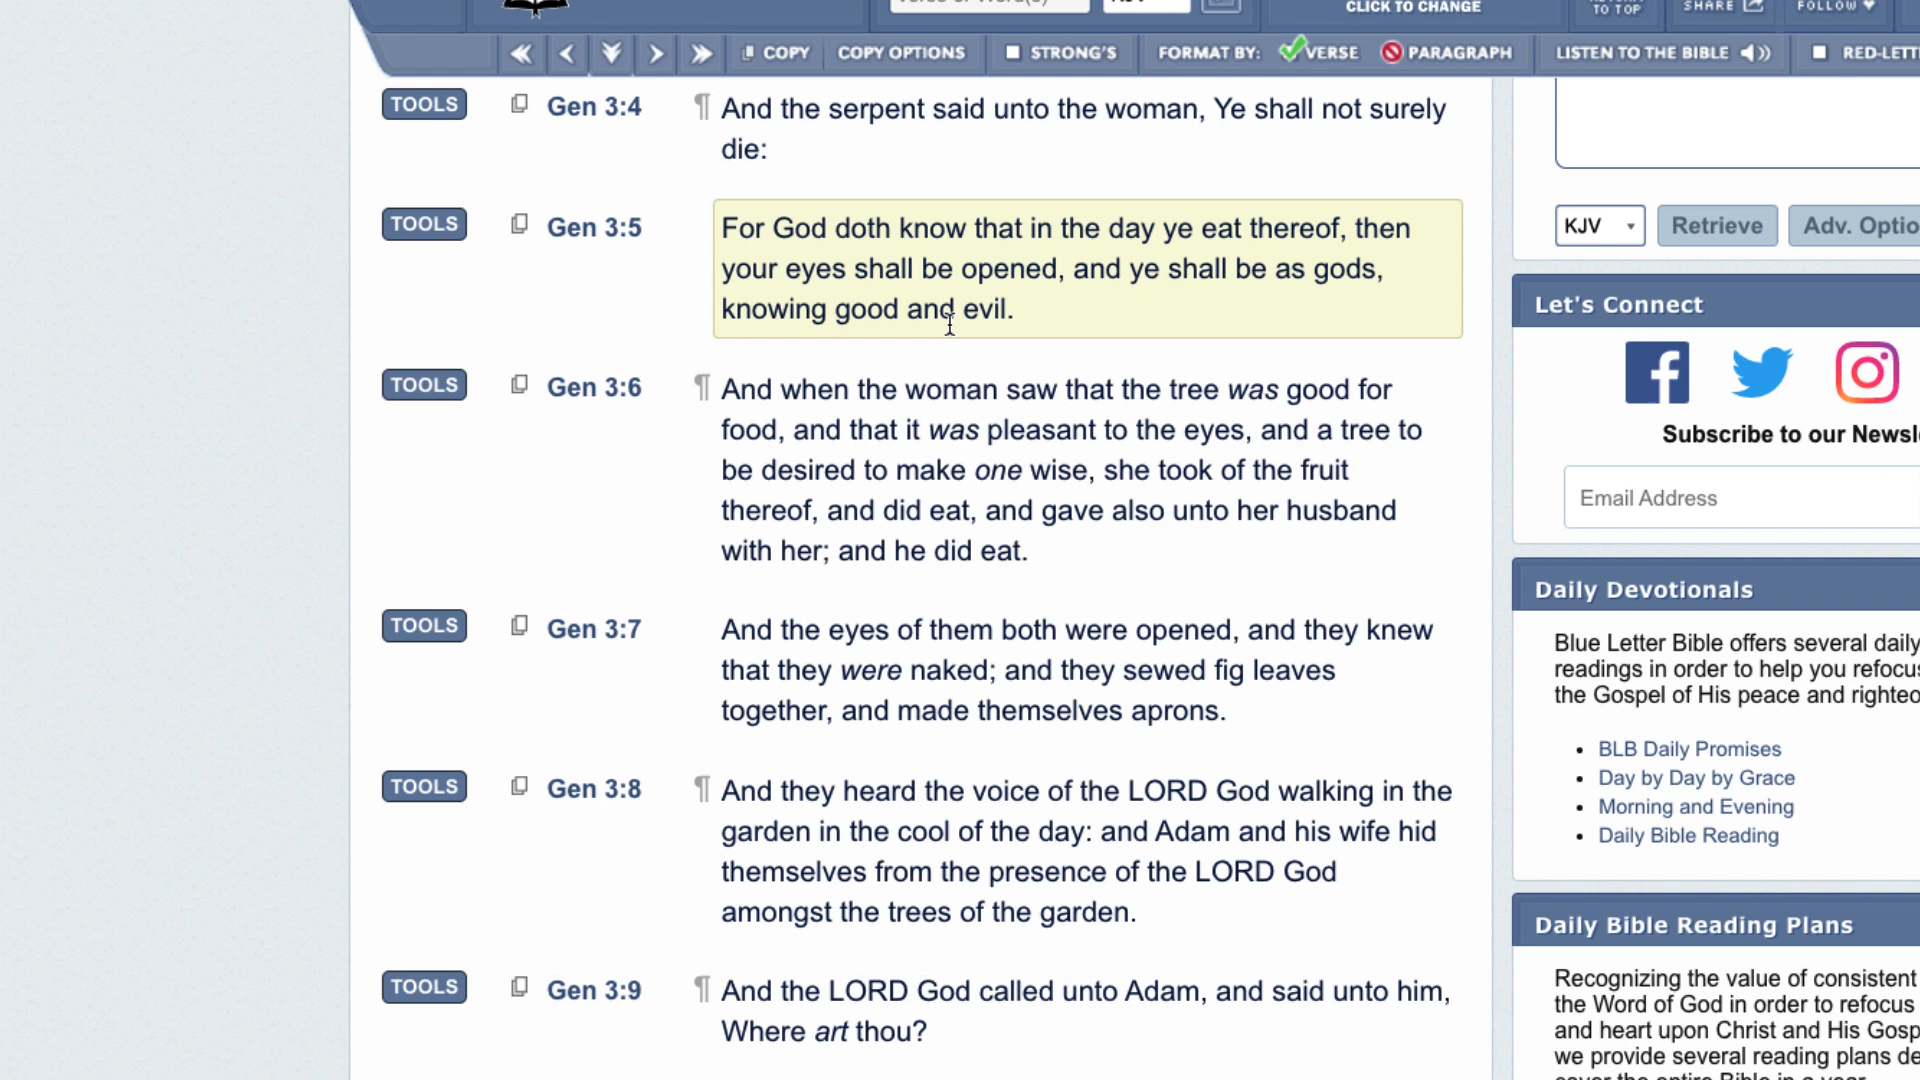 CLICK TO CHANGE
TO TOP
SHARE
FOLLOW
COPY
COPY OPTIONS
STRONG'S
FORMAT BY:
VERSE
PARAGRAPH
LISTEN TO THE BIBLE
TOOLS Gen 3:4 ¶ And the serpent said unto the woman, Ye shall not surely
die:
TOOLS Gen 3:5 For God doth know that in the day ye eat thereof, then
your eyes shall be opened, and ye shall be as gods,
knowing good and evil.
TOOLS Gen 3:6 ¶ And when the woman saw that the tree was good for
food, and that it was pleasant to the eyes, and a tree to
be desired to make one wise, she took of the fruit
thereof, and did eat, and gave also unto her husband
with her; and he did eat.
TOOLS Gen 3:7 And the eyes of them both were opened, and they knew
that they were naked; and they sewed fig leaves
together, and made themselves aprons.
TOOLS Gen 3:8 ¶ And they heard the voice of the LORD God walking in the
garden in the cool of the day: and Adam and his wife hid
themselves from the presence of the LORD God
amongst the trees of the garden.
TOOLS Gen 3:9 ¶ And the LORD God called unto Adam, and said unto him,
Where art thou?
KJV
Retrieve
Adv. Optio
Let's Connect
Subscribe to our Newsl
Email Address
Daily Devotionals
Blue Letter Bible offers several daily
readings in order to help you refocus
the Gospel of His peace and righteo
• BLB Daily Promises
• Day by Day by Grace
• Morning and Evening
• Daily Bible Reading
Daily Bible Reading Plans
Recognizing the value of consistent
the Word of God in order to refocus
and heart upon Christ and His Gosp
we provide several reading plans de